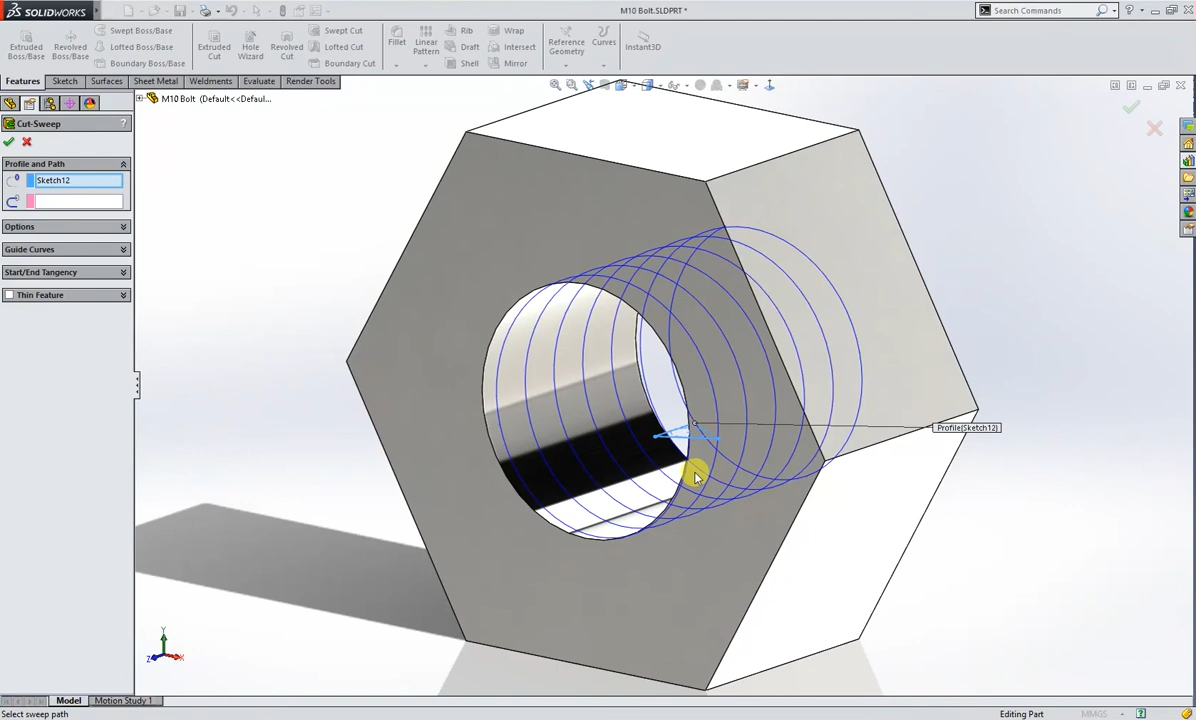 SOLIDWORKS
M10 Bolt.SLDPRT *
Search Commands
Extruded Boss/Base
Revolved Boss/Base
Swept Boss/Base
Lofted Boss/Base
Boundary Boss/Base
Extruded Cut
Hole Wizard
Revolved Cut
Swept Cut
Lofted Cut
Boundary Cut
Fillet
Linear Pattern
Rib
Draft
Shell
Wrap
Intersect
Mirror
Reference Geometry
Curves
Instant3D
Features
Sketch
Surfaces
Sheet Metal
Weldments
Evaluate
Render Tools
M10 Bolt (Default<<Defaul...
Cut-Sweep
?
Profile and Path
Sketch12
Options
Guide Curves
Start/End Tangency
Thin Feature
Profile(Sketch12)
Y
Z
X
Model
Motion Study 1
Select sweep path
Editing Part
MMGS